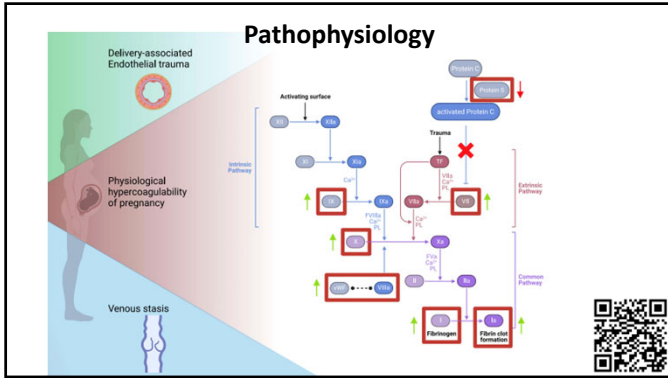 Pathophysiology
Delivery-associated
Endothelial trauma
Physiological
hypercoagulability
of pregnancy
Venous stasis
Activating surface
XII
XIIa
Intrinsic
Pathway
XI
XIa
Ca2+
IX
IXa
FVIIIa
Ca2+
PL
X
Xa
vWF
VIIIa
Protein C
Protein S
activated Protein C
Trauma
TF
VIIa
Ca2+
PL
VIIa
VII
Extrinsic
Pathway
Ca2+
PL
FVa
Ca2+
PL
II
IIa
Common
Pathway
I
Ia
Fibrinogen
Fibrin clot
formation